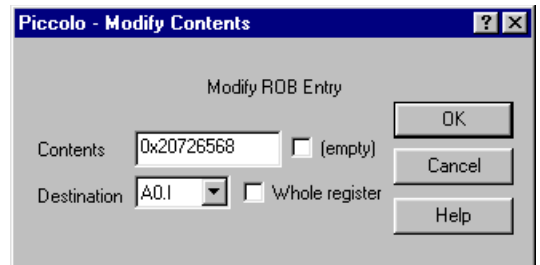 Piccolo - Modify Contents
Modify ROB Entry
OK
Contents 0x20726568 (empty)
Cancel
Destination A0.l Whole register
Help